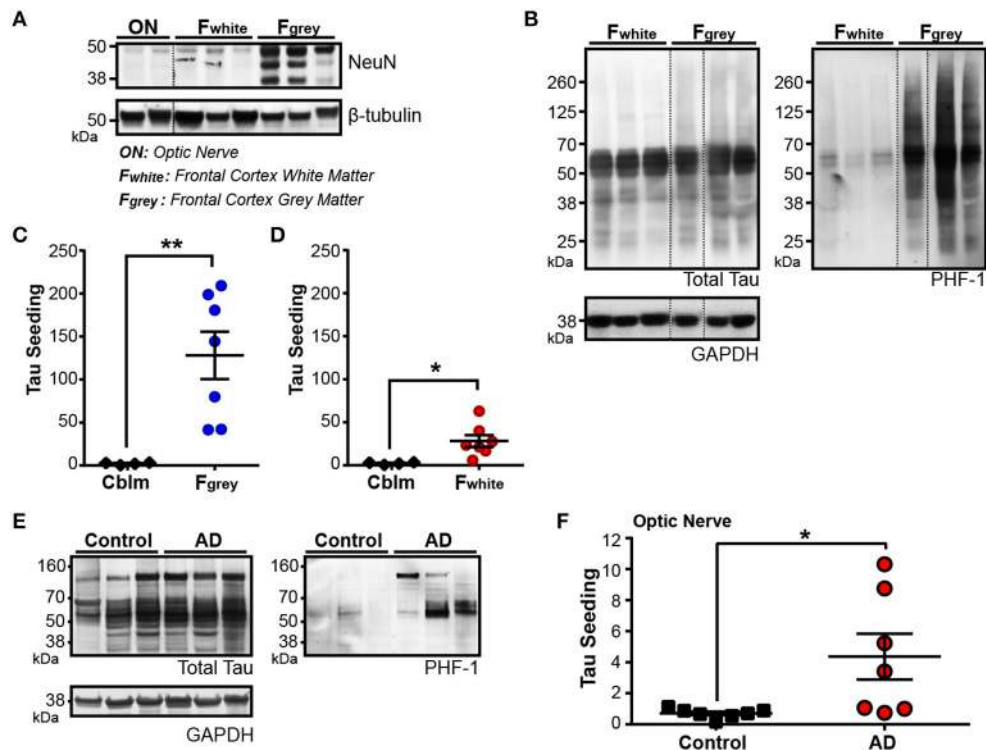 A
ON Fwhite Fgrey
50
38
NeuN
50
kDa
β-tubulin
ON: Optic Nerve
Fwhite: Frontal Cortex White Matter
Fgrey: Frontal Cortex Grey Matter
B
Fwhite Fgrey
260
125
70
50
38
25
kDa
Total Tau
38
kDa
GAPDH
Fwhite Fgrey
260
125
70
50
38
25
kDa
PHF-1
C
Tau Seeding
250
200
150
100
50
0
**
Cblm Fgrey
D
Tau Seeding
250
200
150
100
50
0
*
Cblm Fwhite
E
Control AD
160
70
50
38
kDa
Total Tau
38
kDa
GAPDH
Control AD
160
70
50
38
kDa
PHF-1
F
Optic Nerve
Tau Seeding
12
10
8
6
4
2
0
*
Control AD